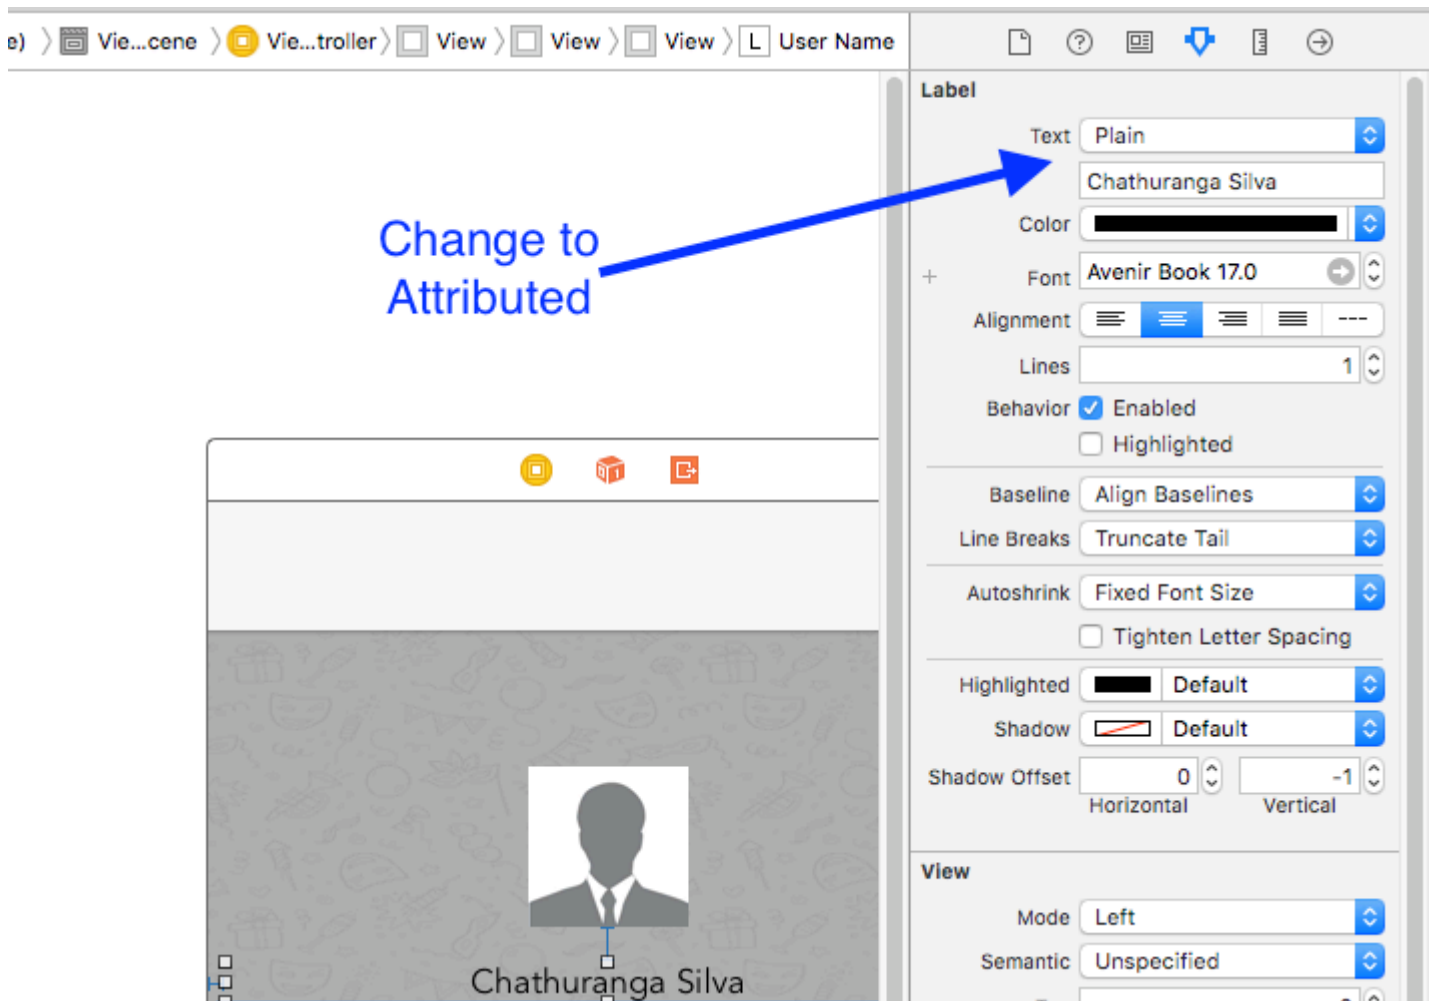 e) Vie...cene Vie...troller View View View L User Name
Label
Text Plain
Chathuranga Silva
Color
Change to
Attributed
+ Font Avenir Book 17.0
Alignment
Lines 1
Behavior Enabled
Highlighted
Baseline Align Baselines
Line Breaks Truncate Tail
Autoshrink Fixed Font Size
Tighten Letter Spacing
Highlighted Default
Shadow Default
Shadow Offset 0 -1
Horizontal Vertical
View
Mode Left
Semantic Unspecified
Chathuranga Silva